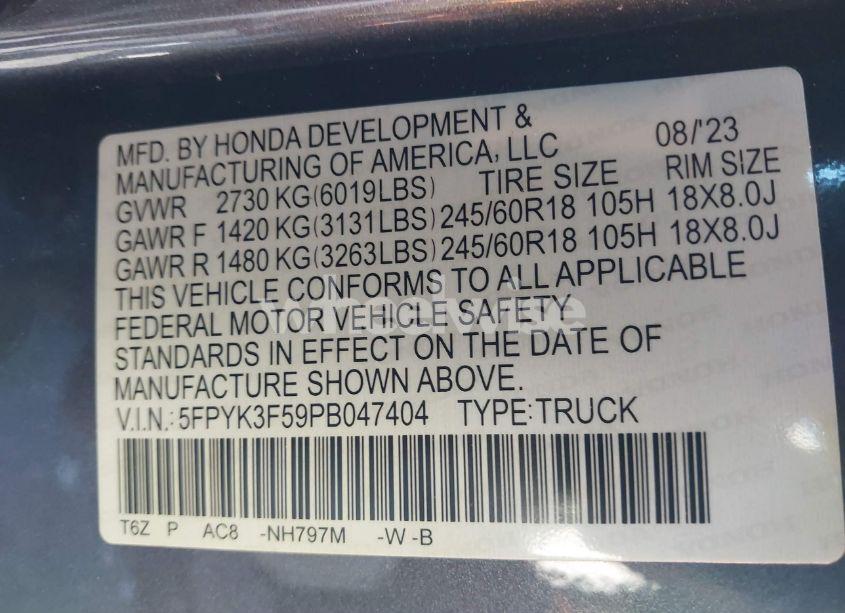 MFD. BY HONDA DEVELOPMENT &
MANUFACTURING OF AMERICA, LLC 08/'23
GVWR 2730 KG(6019LBS) TIRE SIZE RIM SIZE
GAWR F 1420 KG(3131LBS) 245/60R18 105H 18X8.0J
GAWR R 1480 KG(3263LBS) 245/60R18 105H 18X8.0J
THIS VEHICLE CONFORMS TO ALL APPLICABLE
FEDERAL MOTOR VEHICLE SAFETY
STANDARDS IN EFFECT ON THE DATE OF
MANUFACTURE SHOWN ABOVE.
V.I.N.: 5FPYK3F59PB047404 TYPE:TRUCK
T6Z P AC8 -NH797M -W -B
wheelwise